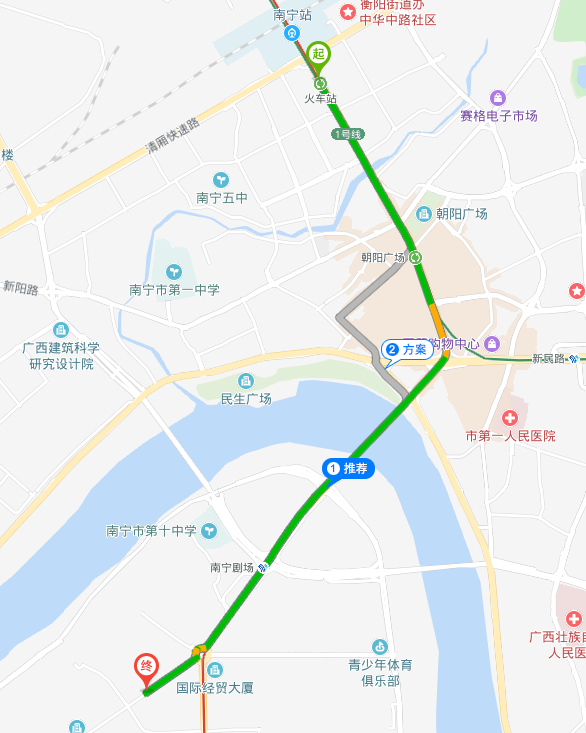 衡阳街道办
中华中路社区
南宁站
起
火车站
赛格电子市场
1号线
清厢快速路
楼
南宁五中
朝阳广场
朝阳广场
新阳路
南宁市第一中学
广西建筑科学
研究设计院
2 方案
购物中心
新民路
民生广场
市第一人民医院
1 推荐
南宁市第十中学
南宁剧场
广西壮族自
人民医
青少年体育
俱乐部
终
国际经贸大厦